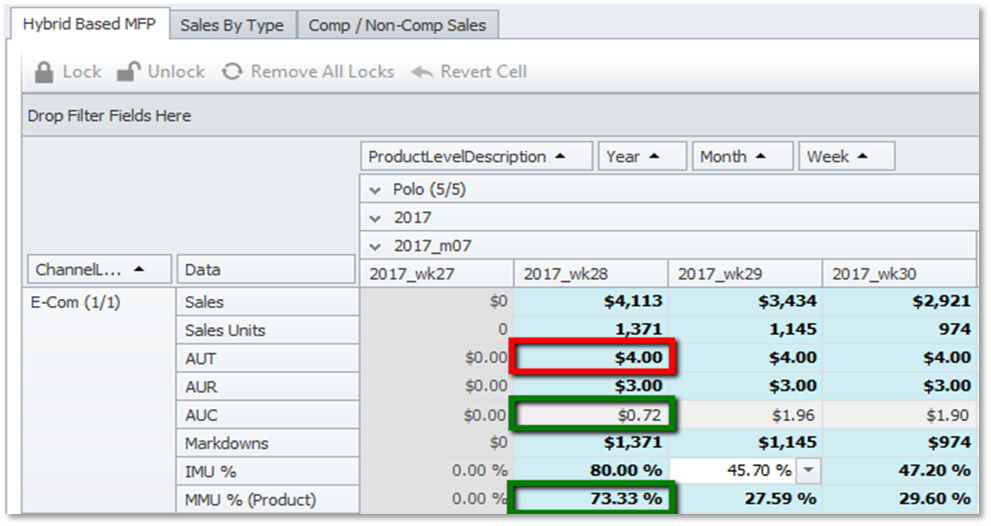 Hybrid Based MFP Sales By Type Comp / Non-Comp Sales
Lock Unlock Remove All Locks Revert Cell
Drop Filter Fields Here
ProductLevelDescription Year Month Week
Polo (5/5)
2017
2017_m07
ChannelL... Data 2017_wk27 2017_wk28 2017_wk29 2017_wk30
E-Com (1/1) Sales $0 $4,113 $3,434 $2,921
Sales Units 0 1,371 1,145 974
AUT $0.00 $4.00 $4.00 $4.00
AUR $0.00 $3.00 $3.00 $3.00
AUC $0.00 $0.72 $1.96 $1.90
Markdowns $0 $1,371 $1,145 $974
IMU % 0.00 % 80.00 % 45.70 % 47.20 %
MMU % (Product) 0.00 % 73.33 % 27.59 % 29.60 %